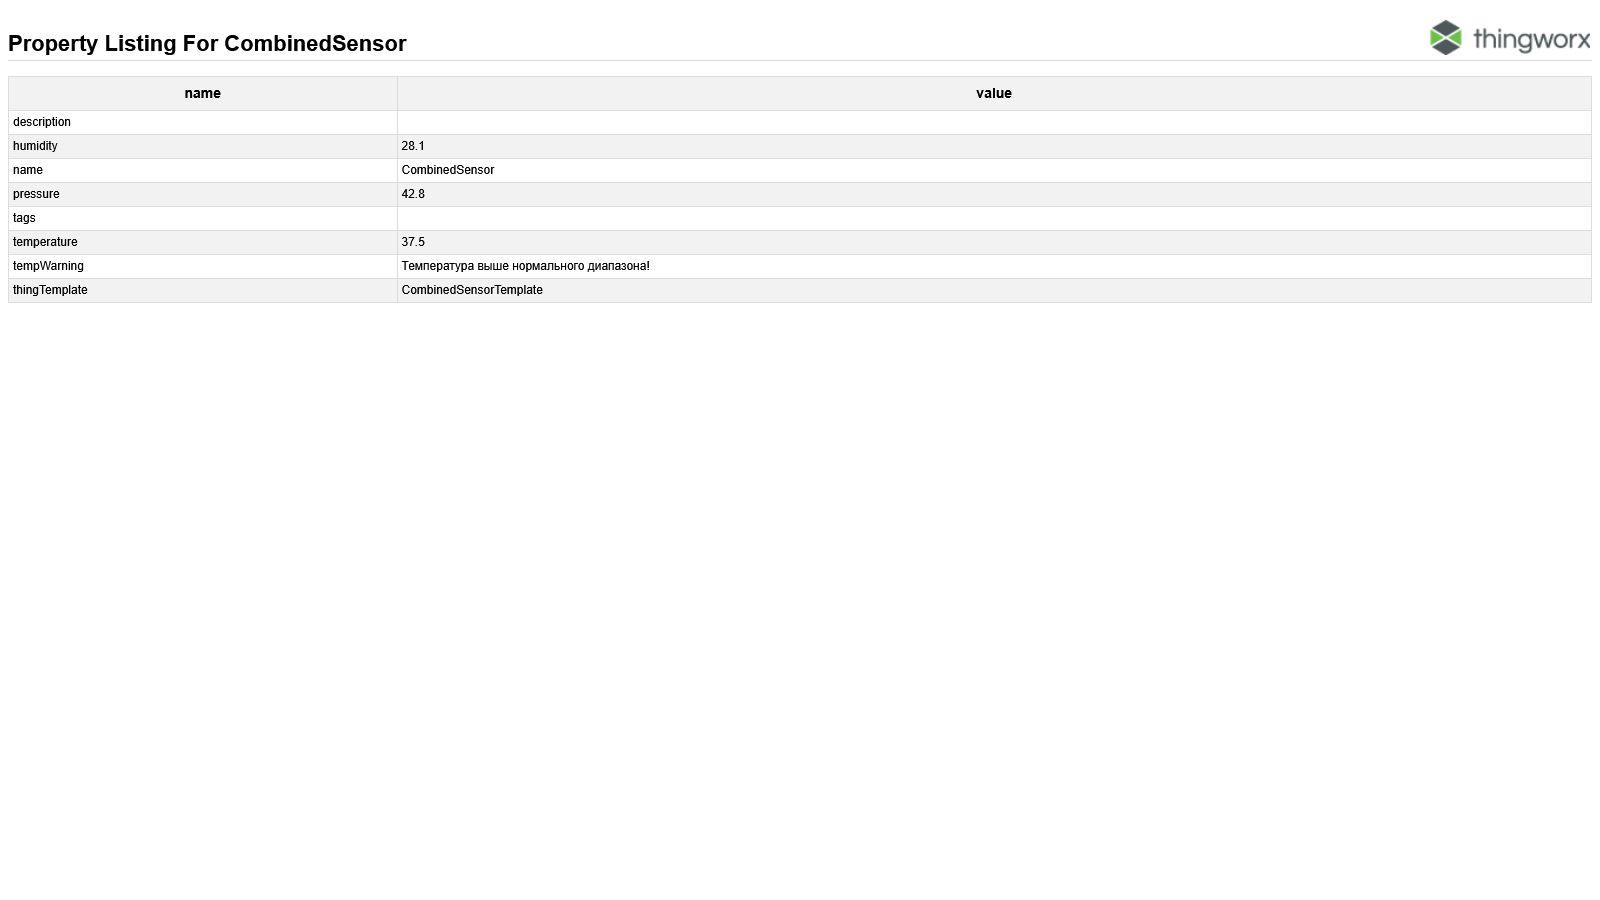 Property Listing For CombinedSensor
thingworx
name value
description
humidity 28.1
name CombinedSensor
pressure 42.8
tags
temperature 37.5
tempWarning Температура выше нормального диапазона!
thingTemplate CombinedSensorTemplate